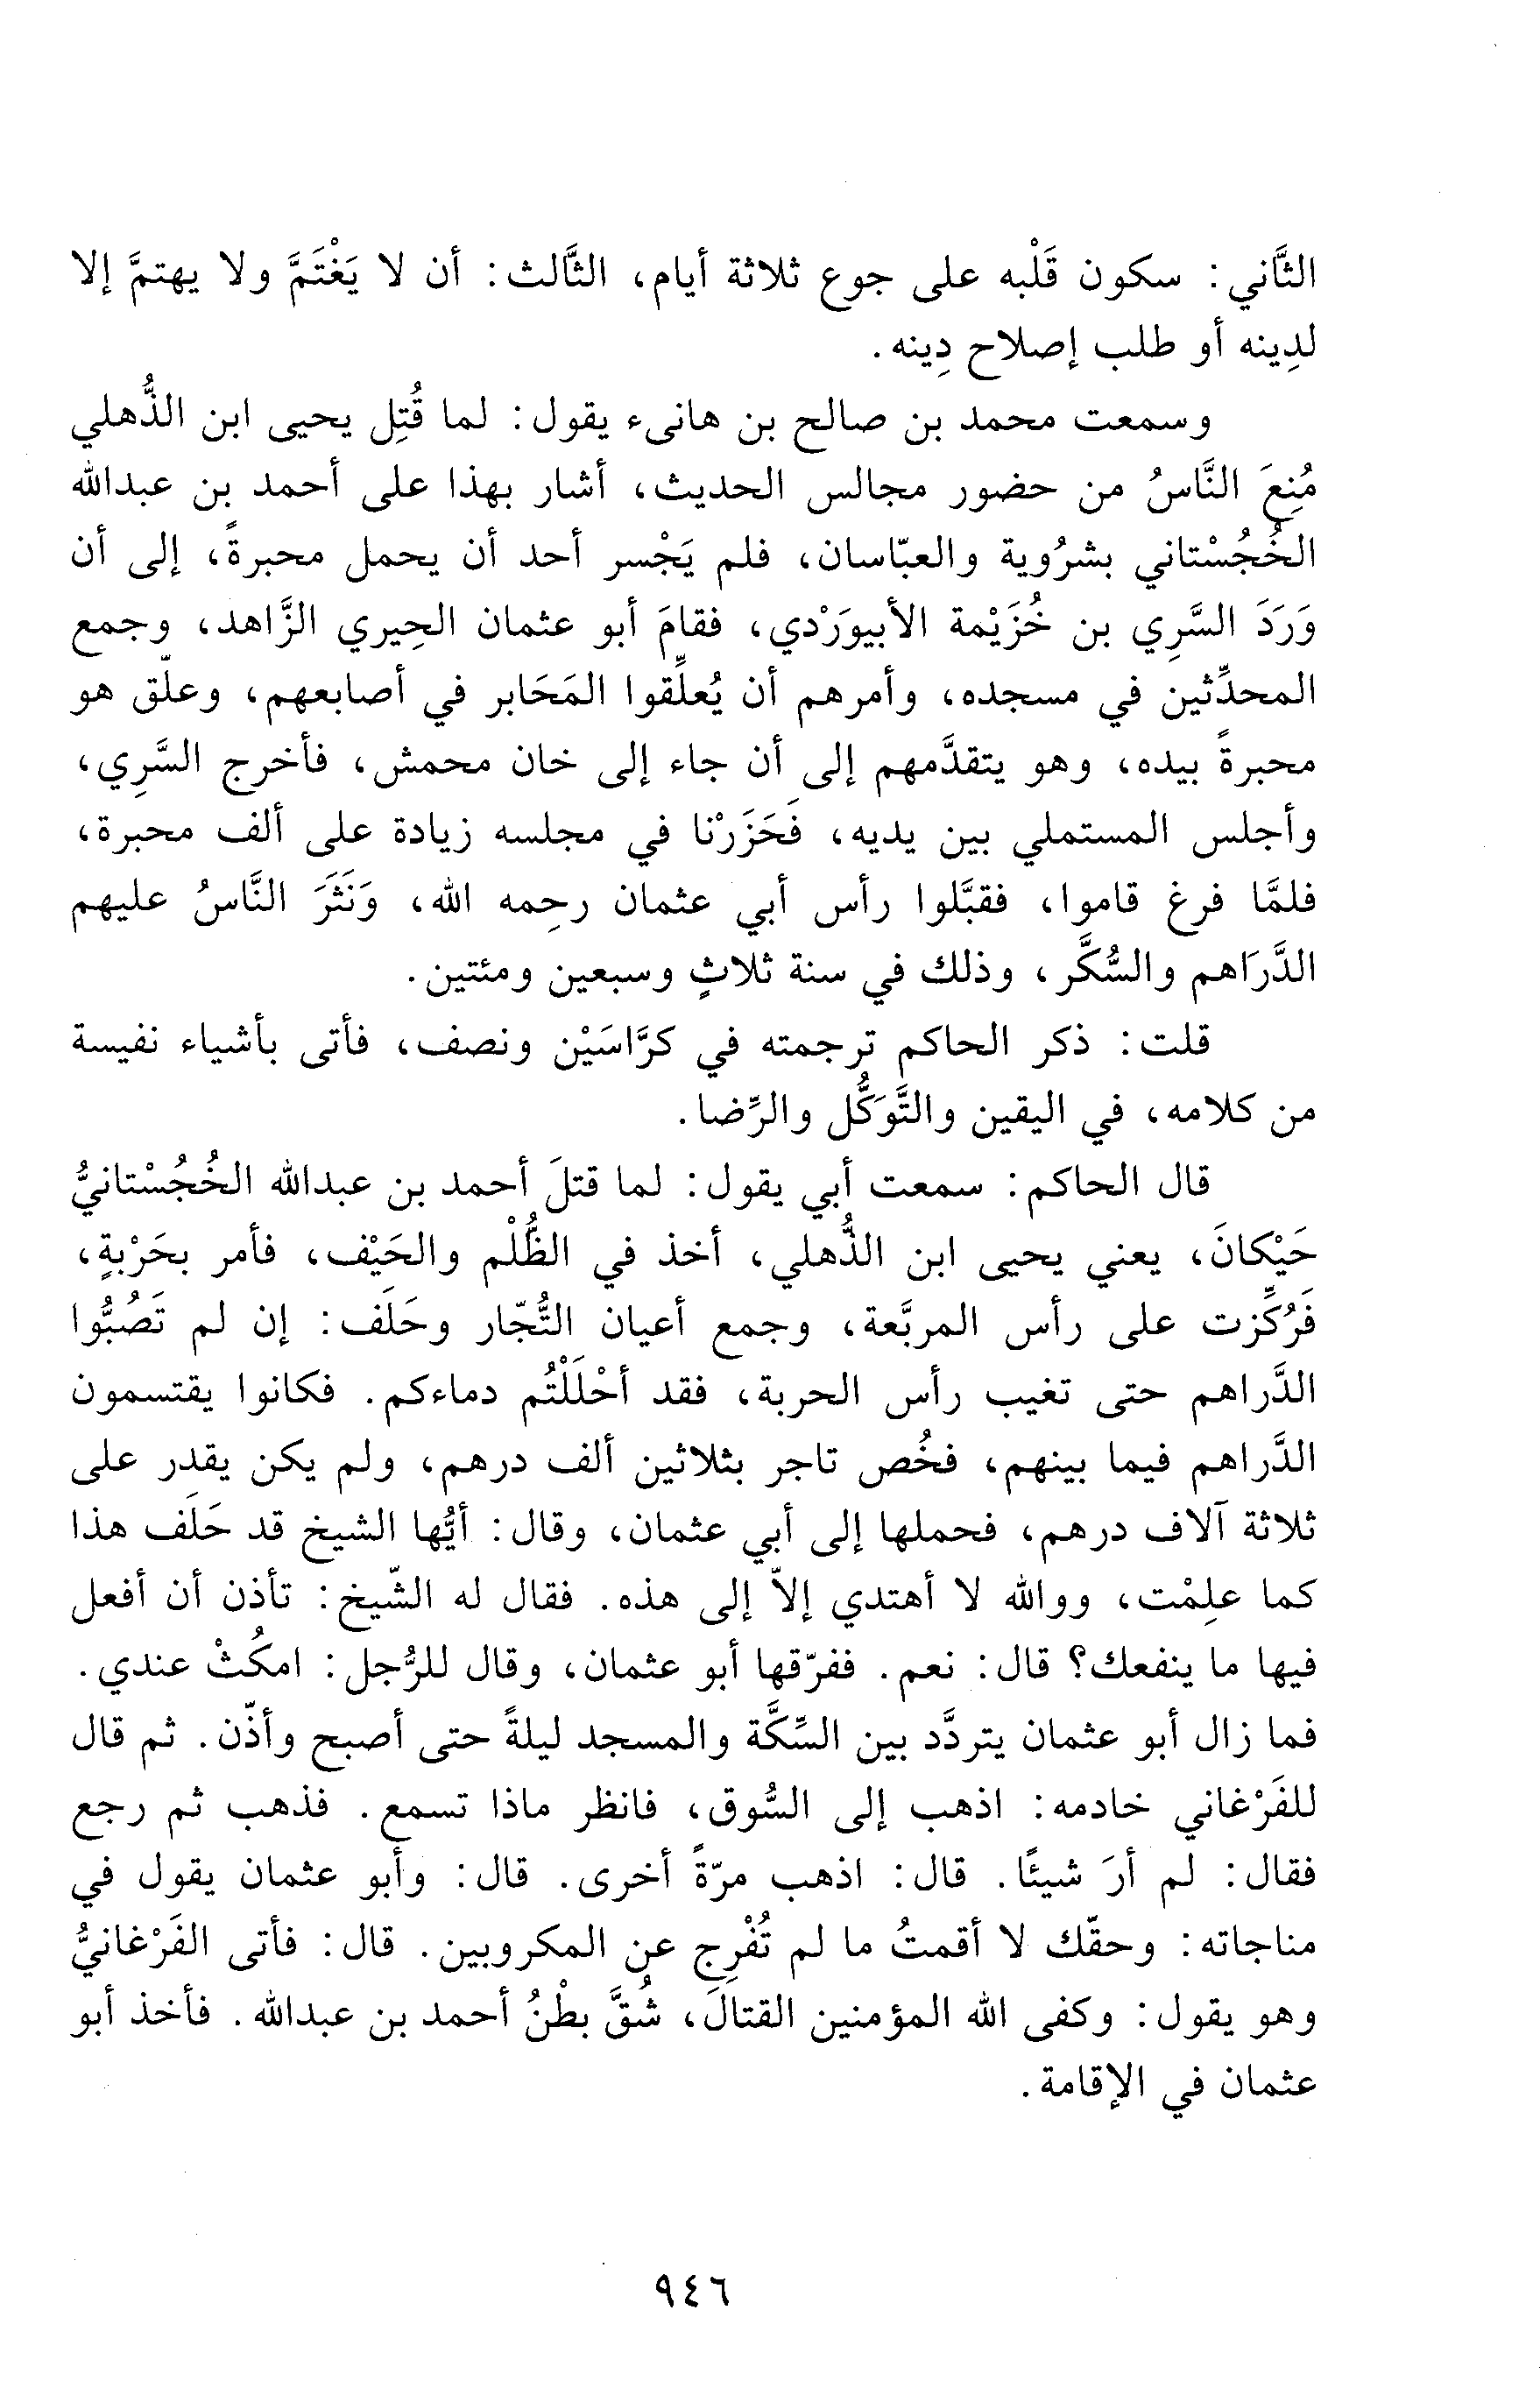 الثَّاني: سكون قَلْبه على جوع ثلاثة أيام، الثَّالث: أن لا يَغْتَمَّ ولا يهتمَّ إلا
لدِينه أو طلب إصلاح دِينه.
وسمعت محمد بن صالح بن هانىء يقول: لما قُتِل يحيى ابن الذُّهلي
مُنِعَ النَّاسُ من حضور مجالس الحديث، أشار بهذا على أحمد بن عبدالله
الخُجُسْتاني بشرُوية والعبّاسان، فلم يَجْسر أحد أن يحمل محبرةً، إلى أن
وَرَدَ السَّرِي بن خُزَيْمة الأبيوَرْدي، فقامَ أبو عثمان الحِيري الزَّاهد، وجمع
المحدِّثين في مسجده، وأمرهم أن يُعلِّقوا المَحَابر في أصابعهم، وعلّق هو
محبرةً بيده، وهو يتقدَّمهم إلى أن جاء إلى خان محمش، فأخرج السَّرِي،
وأجلس المستملي بين يديه، فَحَزَرْنا في مجلسه زيادة على ألف محبرة،
فلمَّا فرغ قاموا، فقبَّلوا رأس أبي عثمان رحِمه الله، وَنَثَرَ النَّاسُ عليهم
الدَّرَاهم والسُّكَّر، وذلك في سنة ثلاثٍ وسبعين ومئتين.
قلت: ذكر الحاكم ترجمته في كرَّاسَيْن ونصف، فأتى بأشياء نفيسة
من كلامه، في اليقين والتَّوَكُّل والرِّضا.
قال الحاكم: سمعت أبي يقول: لما قتلَ أحمد بن عبدالله الخُجُسْتانيُّ
حَيْكانَ، يعني يحيى ابن الذُّهلي، أخذ في الظُّلْم والحَيْف، فأمر بحَرْبةٍ،
فَرُكِّزت على رأس المربَّعة، وجمع أعيان التُّجّار وحَلَف: إن لم تَصُبُّوا
الدَّراهم حتى تغيب رأس الحربة، فقد أحْلَلْتُم دماءكم. فكانوا يقتسمون
الدَّراهم فيما بينهم، فخُص تاجر بثلاثين ألف درهم، ولم يكن يقدر على
ثلاثة آلاف درهم، فحملها إلى أبي عثمان، وقال: أيُّها الشيخ قد حَلَف هذا
كما علِمْت، ووالله لا أهتدي إلاّ إلى هذه. فقال له الشّيخ: تأذن أن أفعل
فيها ما ينفعك؟ قال: نعم. ففرّقها أبو عثمان، وقال للرُّجل: امكُثْ عندي.
فما زال أبو عثمان يتردَّد بين السِّكَّة والمسجد ليلةً حتى أصبح وأذّن. ثم قال
للفَرْغاني خادمه: اذهب إلى السُّوق، فانظر ماذا تسمع. فذهب ثم رجع
فقال: لم أرَ شيئًا. قال: اذهب مرّةً أخرى. قال: وأبو عثمان يقول في
مناجاته: وحقّك لا أقمتُ ما لم تُفْرِج عن المكروبين. قال: فأتى الفَرْغانيُّ
وهو يقول: وكفى الله المؤمنين القتالَ، شُقَّ بطْنُ أحمد بن عبدالله. فأخذ أبو
عثمان في الإقامة.
٩٤٦